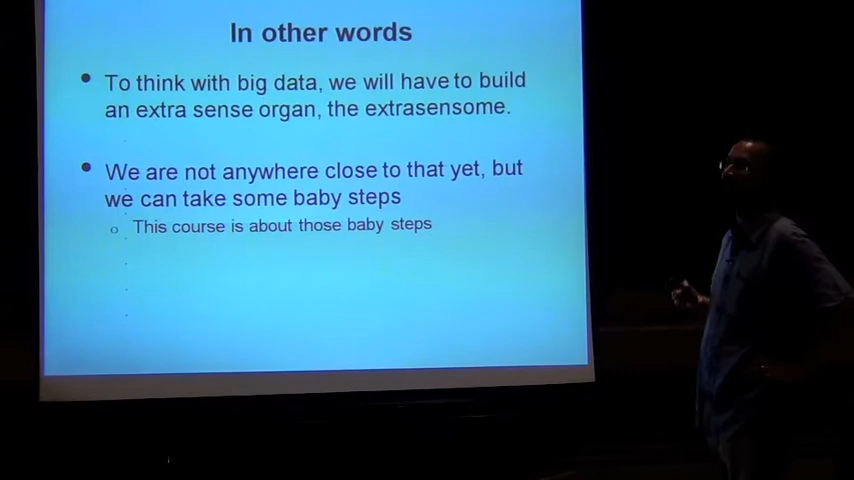 In other words
• To think with big data, we will have to build
an extra sense organ, the extrasensome.
• We are not anywhere close to that yet, but
we can take some baby steps
o This course is about those baby steps